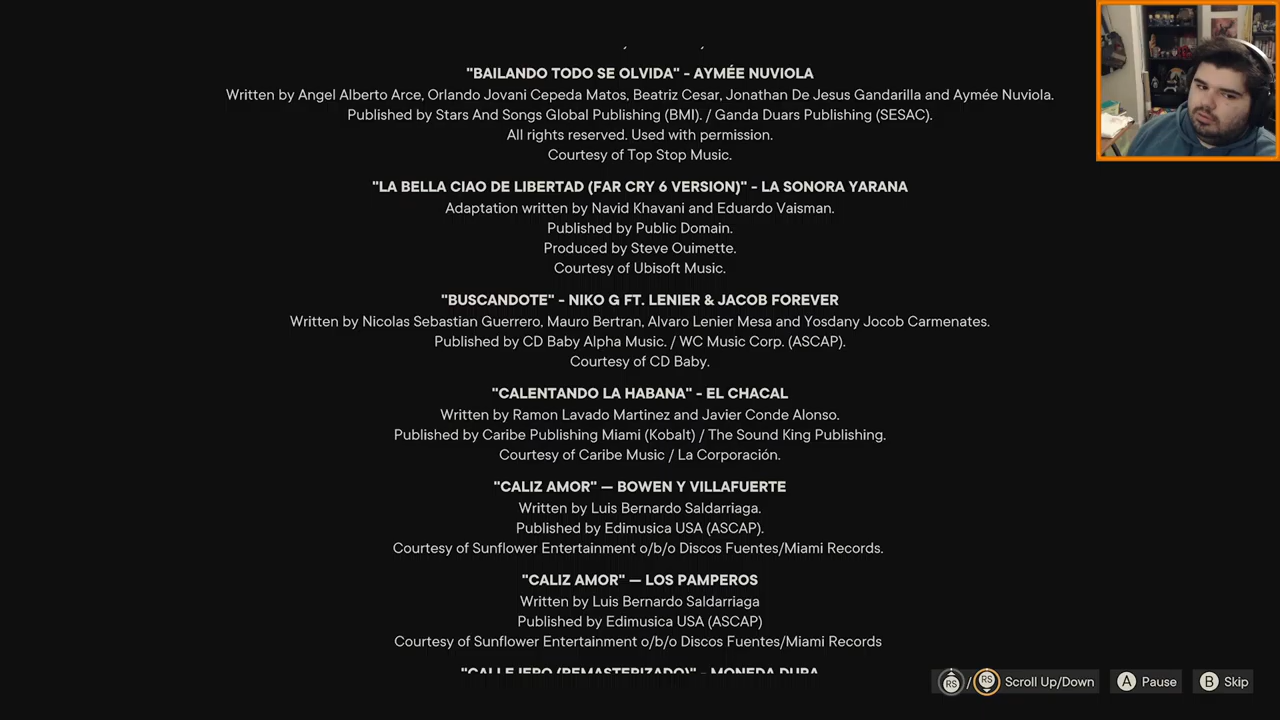 "BAILANDO TODO SE OLVIDA" - AYMÉE NUVIOLA
Written by Angel Alberto Arce, Orlando Jovani Cepeda Matos, Beatriz Cesar, Jonathan De Jesus Gandarilla and Aymée Nuviola.
Published by Stars And Songs Global Publishing (BMI). / Ganda Duars Publishing (SESAC).
All rights reserved. Used with permission.
Courtesy of Top Stop Music.
"LA BELLA CIAO DE LIBERTAD (FAR CRY 6 VERSION)" - LA SONORA YARANA
Adaptation written by Navid Khavani and Eduardo Vaisman.
Published by Public Domain.
Produced by Steve Ouimette.
Courtesy of Ubisoft Music.
"BUSCANDOTE" - NIKO G FT. LENIER & JACOB FOREVER
Written by Nicolas Sebastian Guerrero, Mauro Bertran, Alvaro Lenier Mesa and Yosdany Jocob Carmenates.
Published by CD Baby Alpha Music. / WC Music Corp. (ASCAP).
Courtesy of CD Baby.
"CALENTANDO LA HABANA" - EL CHACAL
Written by Ramon Lavado Martinez and Javier Conde Alonso.
Published by Caribe Publishing Miami (Kobalt) / The Sound King Publishing.
Courtesy of Caribe Music / La Corporación.
"CALIZ AMOR" — BOWEN Y VILLAFUERTE
Written by Luis Bernardo Saldarriaga.
Published by Edimusica USA (ASCAP).
Courtesy of Sunflower Entertainment o/b/o Discos Fuentes/Miami Records.
"CALIZ AMOR" — LOS PAMPEROS
Written by Luis Bernardo Saldarriaga
Published by Edimusica USA (ASCAP)
Courtesy of Sunflower Entertainment o/b/o Discos Fuentes/Miami Records
"CALLEJERO (REMASTERIZADO)" - MONEDA DURA
RS / RS Scroll Up/Down A Pause B Skip